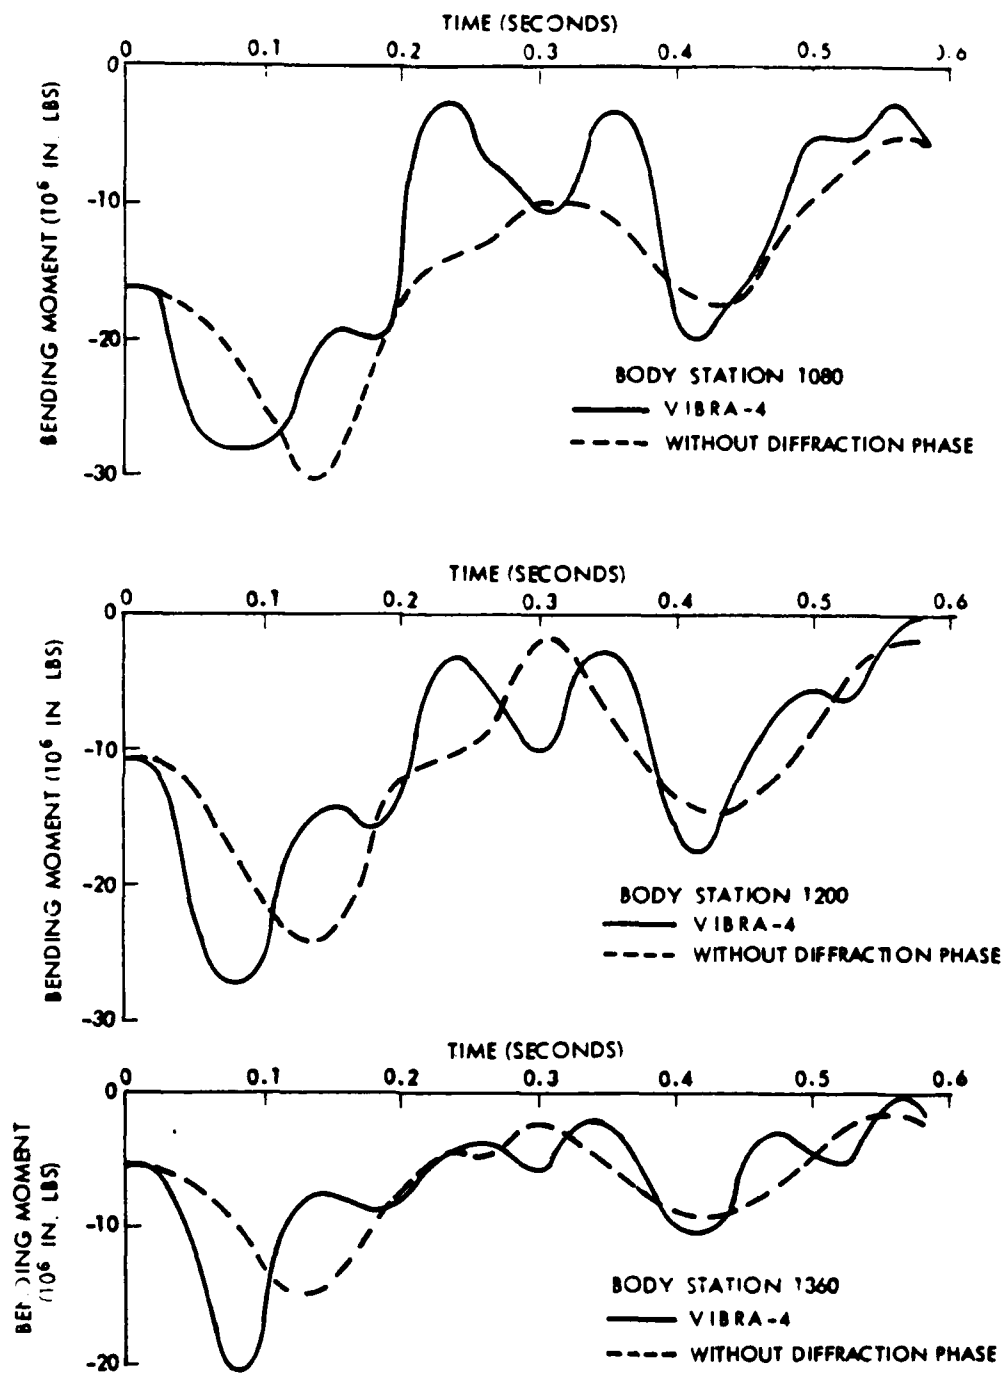 TIME (SECONDS)
0 0.1 0.2 0.3 0.4 0.5 0.6
0
-10
-20
-30
BENDING MOMENT (10⁶ IN. LBS)
BODY STATION 1080
VIBRA-4
WITHOUT DIFFRACTION PHASE
TIME (SECONDS)
0 0.1 0.2 0.3 0.4 0.5 0.6
0
-10
-20
-30
BENDING MOMENT (10⁶ IN LBS)
BODY STATION 1200
VIBRA-4
WITHOUT DIFFRACTION PHASE
TIME (SECONDS)
0 0.1 0.2 0.3 0.4 0.5 0.6
0
-10
-20
BENDING MOMENT
(10⁶ IN. LBS)
BODY STATION 1360
VIBRA-4
WITHOUT DIFFRACTION PHASE